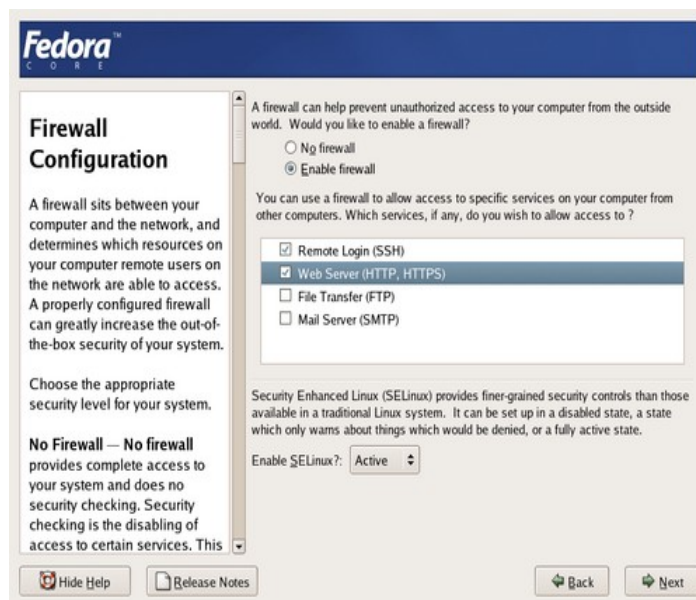 Fedora™
CORE
Firewall
Configuration
A firewall sits between your
computer and the network, and
determines which resources on
your computer remote users on
the network are able to access.
A properly configured firewall
can greatly increase the out-of-
the-box security of your system.
Choose the appropriate
security level for your system.
No Firewall — No firewall
provides complete access to
your system and does no
security checking. Security
checking is the disabling of
access to certain services. This
A firewall can help prevent unauthorized access to your computer from the outside
world. Would you like to enable a firewall?
No firewall
Enable firewall
You can use a firewall to allow access to specific services on your computer from
other computers. Which services, if any, do you wish to allow access to ?
Remote Login (SSH)
Web Server (HTTP, HTTPS)
File Transfer (FTP)
Mail Server (SMTP)
Security Enhanced Linux (SELinux) provides finer-grained security controls than those
available in a traditional Linux system. It can be set up in a disabled state, a state
which only warns about things which would be denied, or a fully active state.
Enable SELinux?: Active
Hide Help
Release Notes
Back
Next